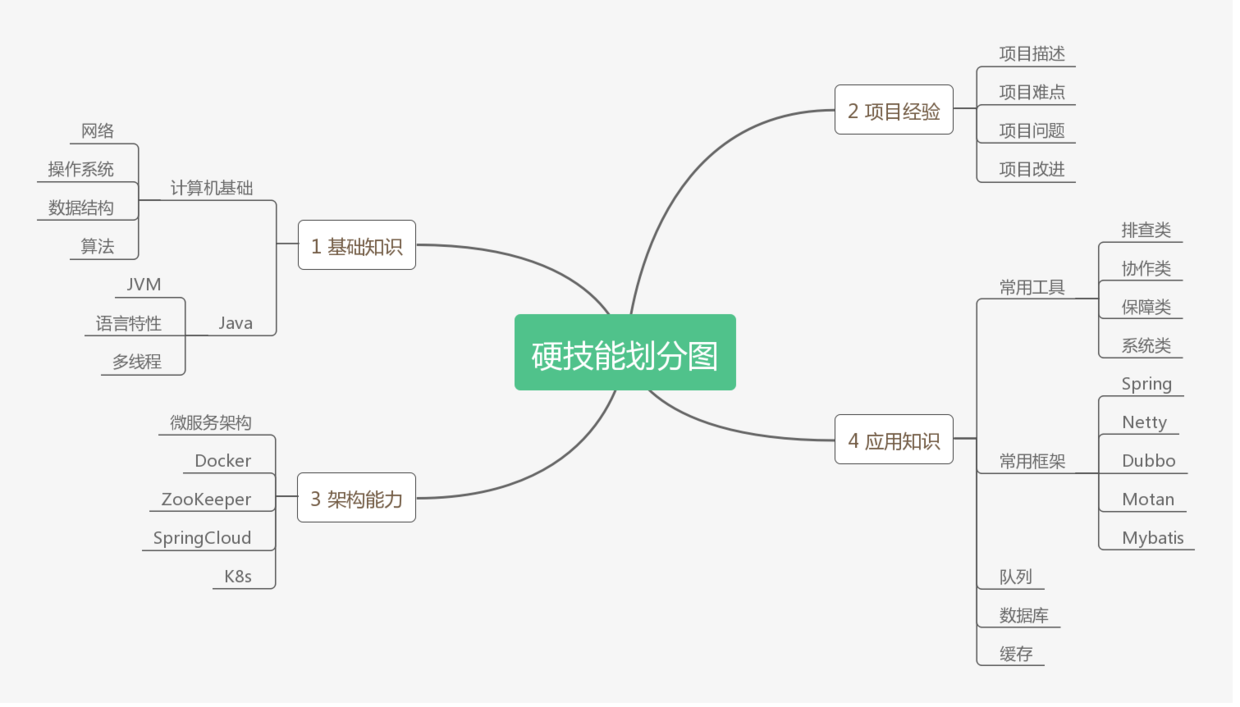 硬技能划分图
1 基础知识
计算机基础
网络
操作系统
数据结构
算法
Java
JVM
语言特性
多线程
2 项目经验
项目描述
项目难点
项目问题
项目改进
3 架构能力
微服务架构
Docker
ZooKeeper
SpringCloud
K8s
4 应用知识
常用工具
排查类
协作类
保障类
系统类
常用框架
Spring
Netty
Dubbo
Motan
Mybatis
队列
数据库
缓存